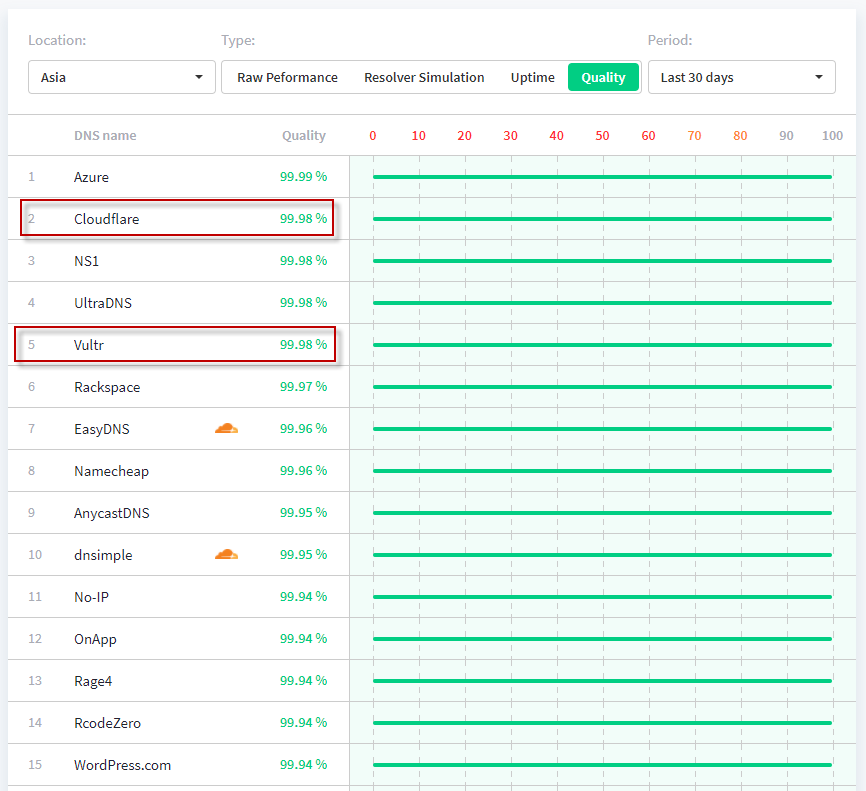 Location: Type: Period:
Asia Raw Peformance Resolver Simulation Uptime Quality Last 30 days
DNS name Quality 0 10 20 30 40 50 60 70 80 90 100
1 Azure 99.99 %
2 Cloudflare 99.98 %
3 NS1 99.98 %
4 UltraDNS 99.98 %
5 Vultr 99.98 %
6 Rackspace 99.97 %
7 EasyDNS 99.96 %
8 Namecheap 99.96 %
9 AnycastDNS 99.95 %
10 dnsimple 99.95 %
11 No-IP 99.94 %
12 OnApp 99.94 %
13 Rage4 99.94 %
14 RcodeZero 99.94 %
15 WordPress.com 99.94 %